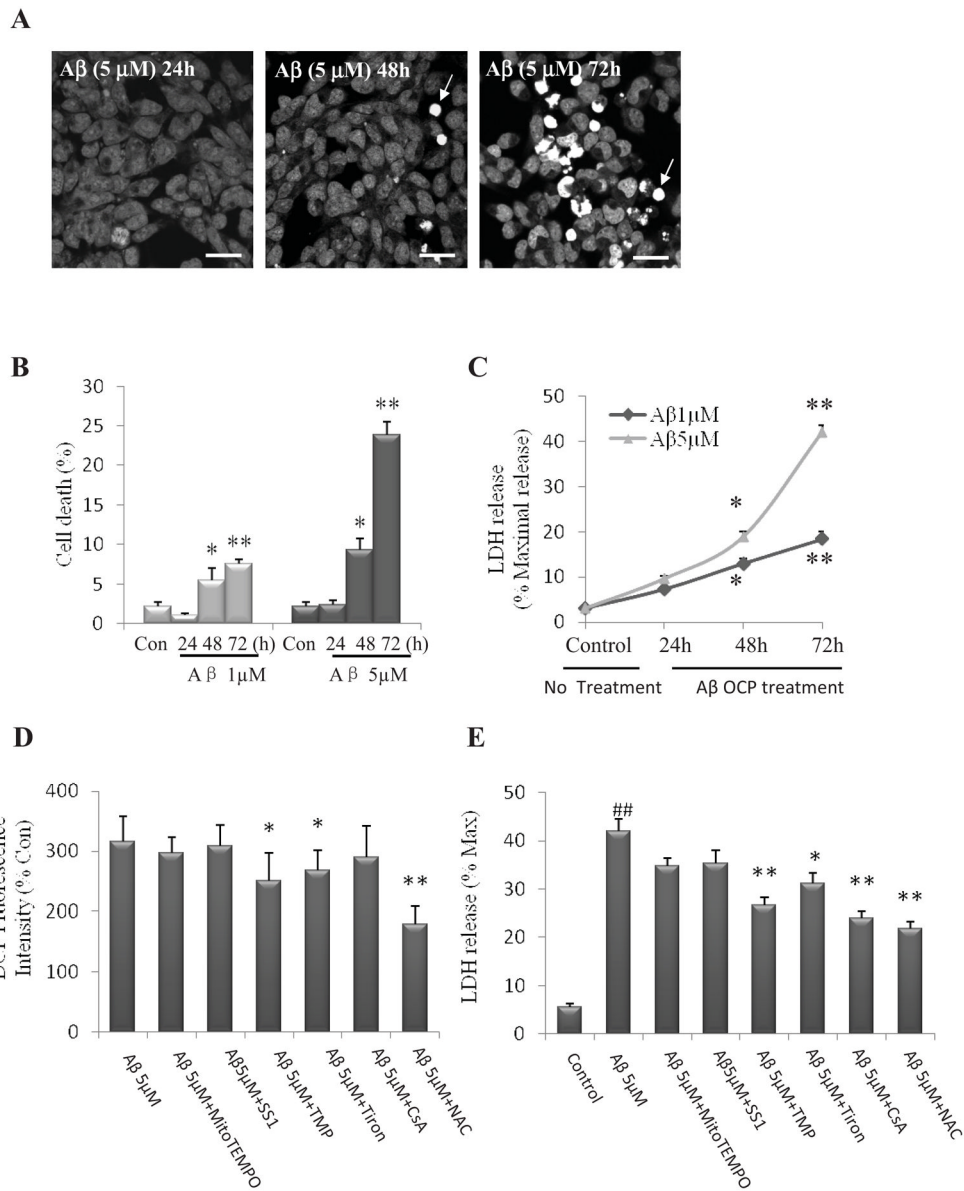 A
Aβ (5 μM) 24h
Aβ (5 μM) 48h
Aβ (5 μM) 72h
B
Cell death (%)
30
25
20
15
10
5
0
*
**
*
**
Con 24 48 72 (h) Con 24 48 72 (h)
Aβ 1μM
Aβ 5μM
C
LDH release
(% Maximal release)
50
40
30
20
10
0
Aβ1μM
Aβ5μM
**
*
*
**
Control 24h 48h 72h
No Treatment
Aβ OCP treatment
D
Intensity (% Con)
400
300
200
100
0
*
*
**
Aβ 5μM
Aβ 5μM+MitoTEMPO
Aβ5μM+SS1
Aβ 5μM+TMP
Aβ 5μM+Tiron
Aβ 5μM+CsA
Aβ 5μM+NAC
E
LDH release (% Max)
50
40
30
20
10
0
##
**
*
**
**
Control
Aβ 5μM
Aβ 5μM+MitoTEMPO
Aβ5μM+SS1
Aβ 5μM+TMP
Aβ 5μM+Tiron
Aβ 5μM+CsA
Aβ 5μM+NAC